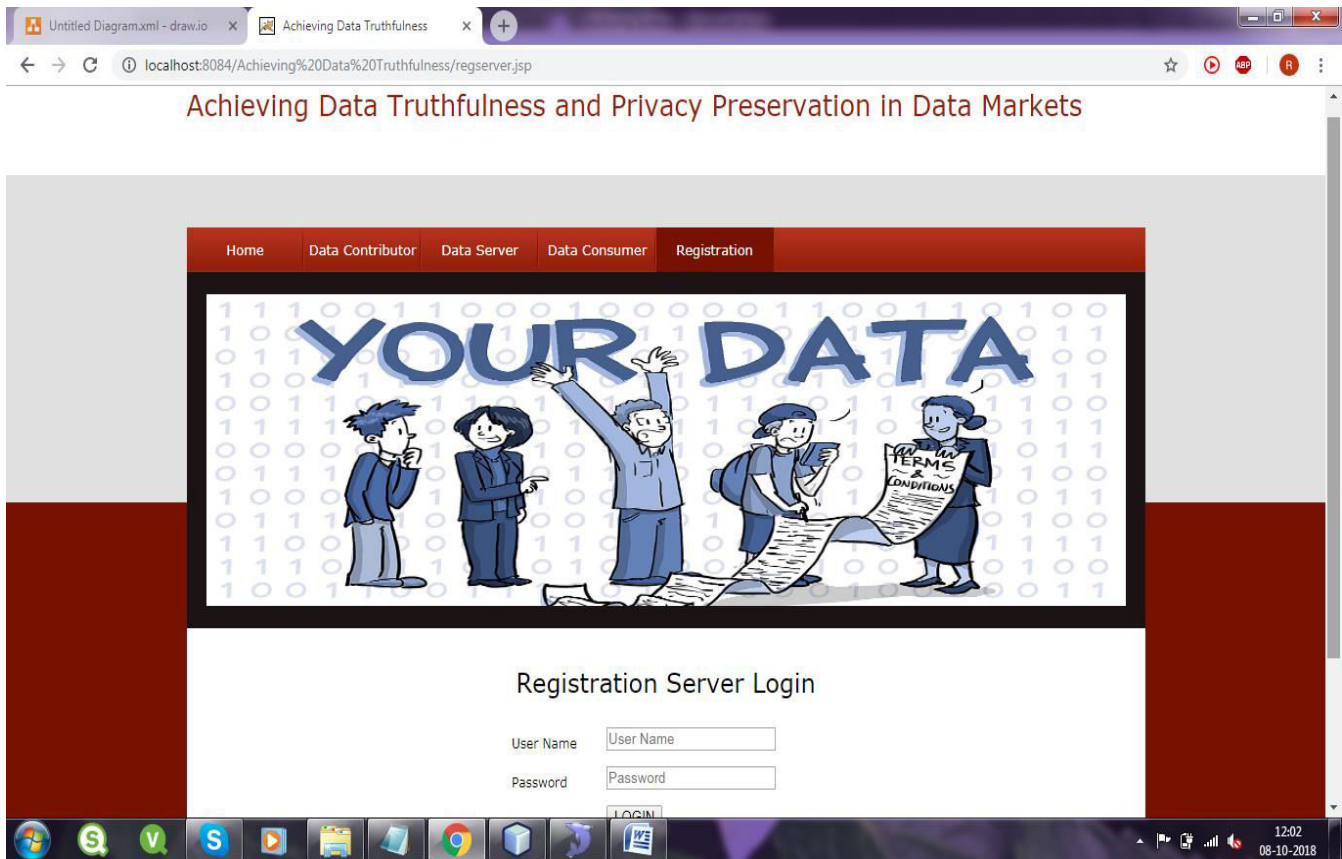 Untitled Diagram.xml - draw.io
Achieving Data Truthfulness
localhost:8084/Achieving%20Data%20Truthfulness/regserver.jsp
ABP
R
Achieving Data Truthfulness and Privacy Preservation in Data Markets
Home Data Contributor Data Server Data Consumer Registration
YOUR DATA
TERMS
&
CONDITIONS
Registration Server Login
User Name User Name
Password Password
LOGIN
12:02
08-10-2018